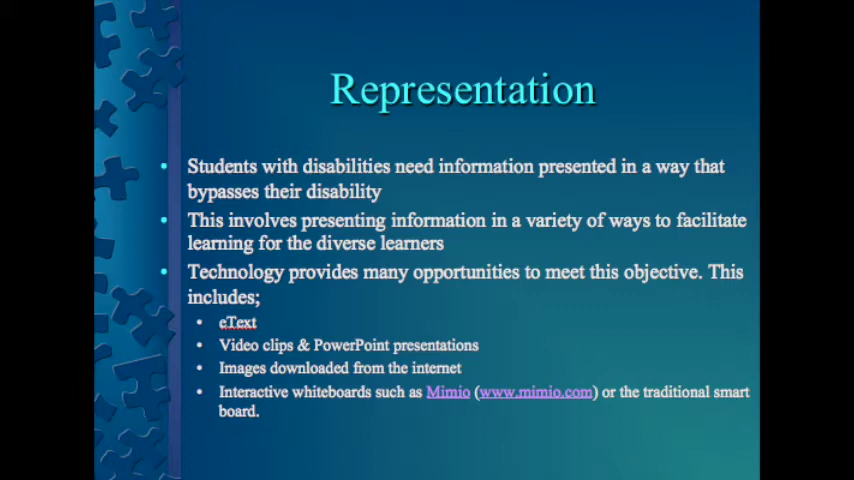 Representation
• Students with disabilities need information presented in a way that
bypasses their disability
• This involves presenting information in a variety of ways to facilitate
learning for the diverse learners
• Technology provides many opportunities to meet this objective. This
includes;
• eText
• Video clips & PowerPoint presentations
• Images downloaded from the internet
• Interactive whiteboards such as Mimio (www.mimio.com) or the traditional smart
board.